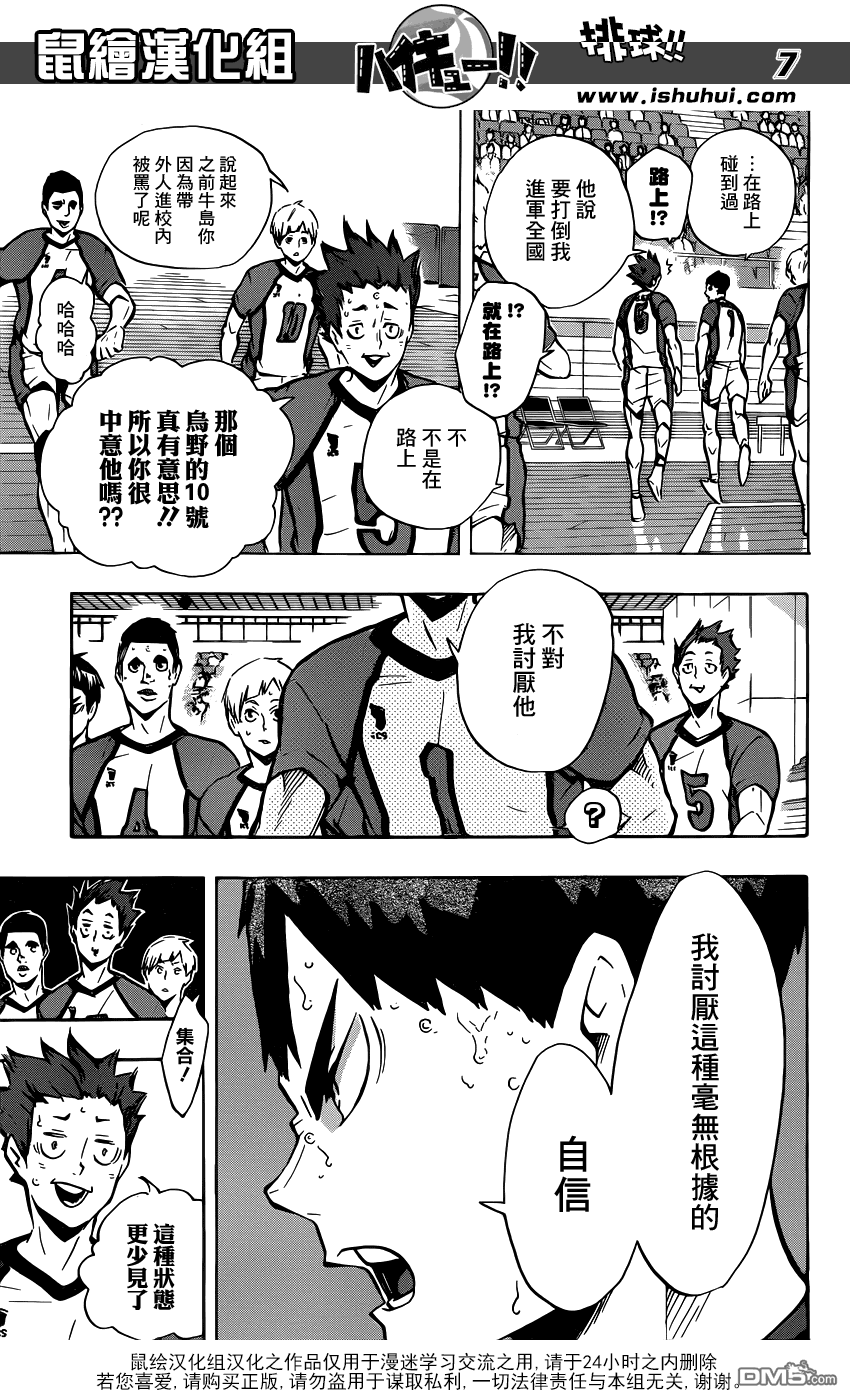 鼠繪漢化組
ハイキュー!!
排球!!
7
www.ishuhui.com
…在路上
碰到過
路上!?
他說
要打倒我
進軍全國
!?
就在路上!?
5
1
說起來
之前牛島你
因為帶
外人進校內
被罵了呢
哈哈哈
10
不
不是在
路上
那個
烏野的10號
真有意思!!
所以你很
中意他嗎??
5
不對
我討厭他
?
4
1
5
我討厭這種毫無根據的
自信
集合!
這種狀態
更少見了
鼠绘汉化组汉化之作品仅用于漫迷学习交流之用, 请于24小时之内删除
若您喜爱, 请购买正版, 请勿用于谋取私利, 一切法律责任与本组无关, 谢谢。
DM5.com